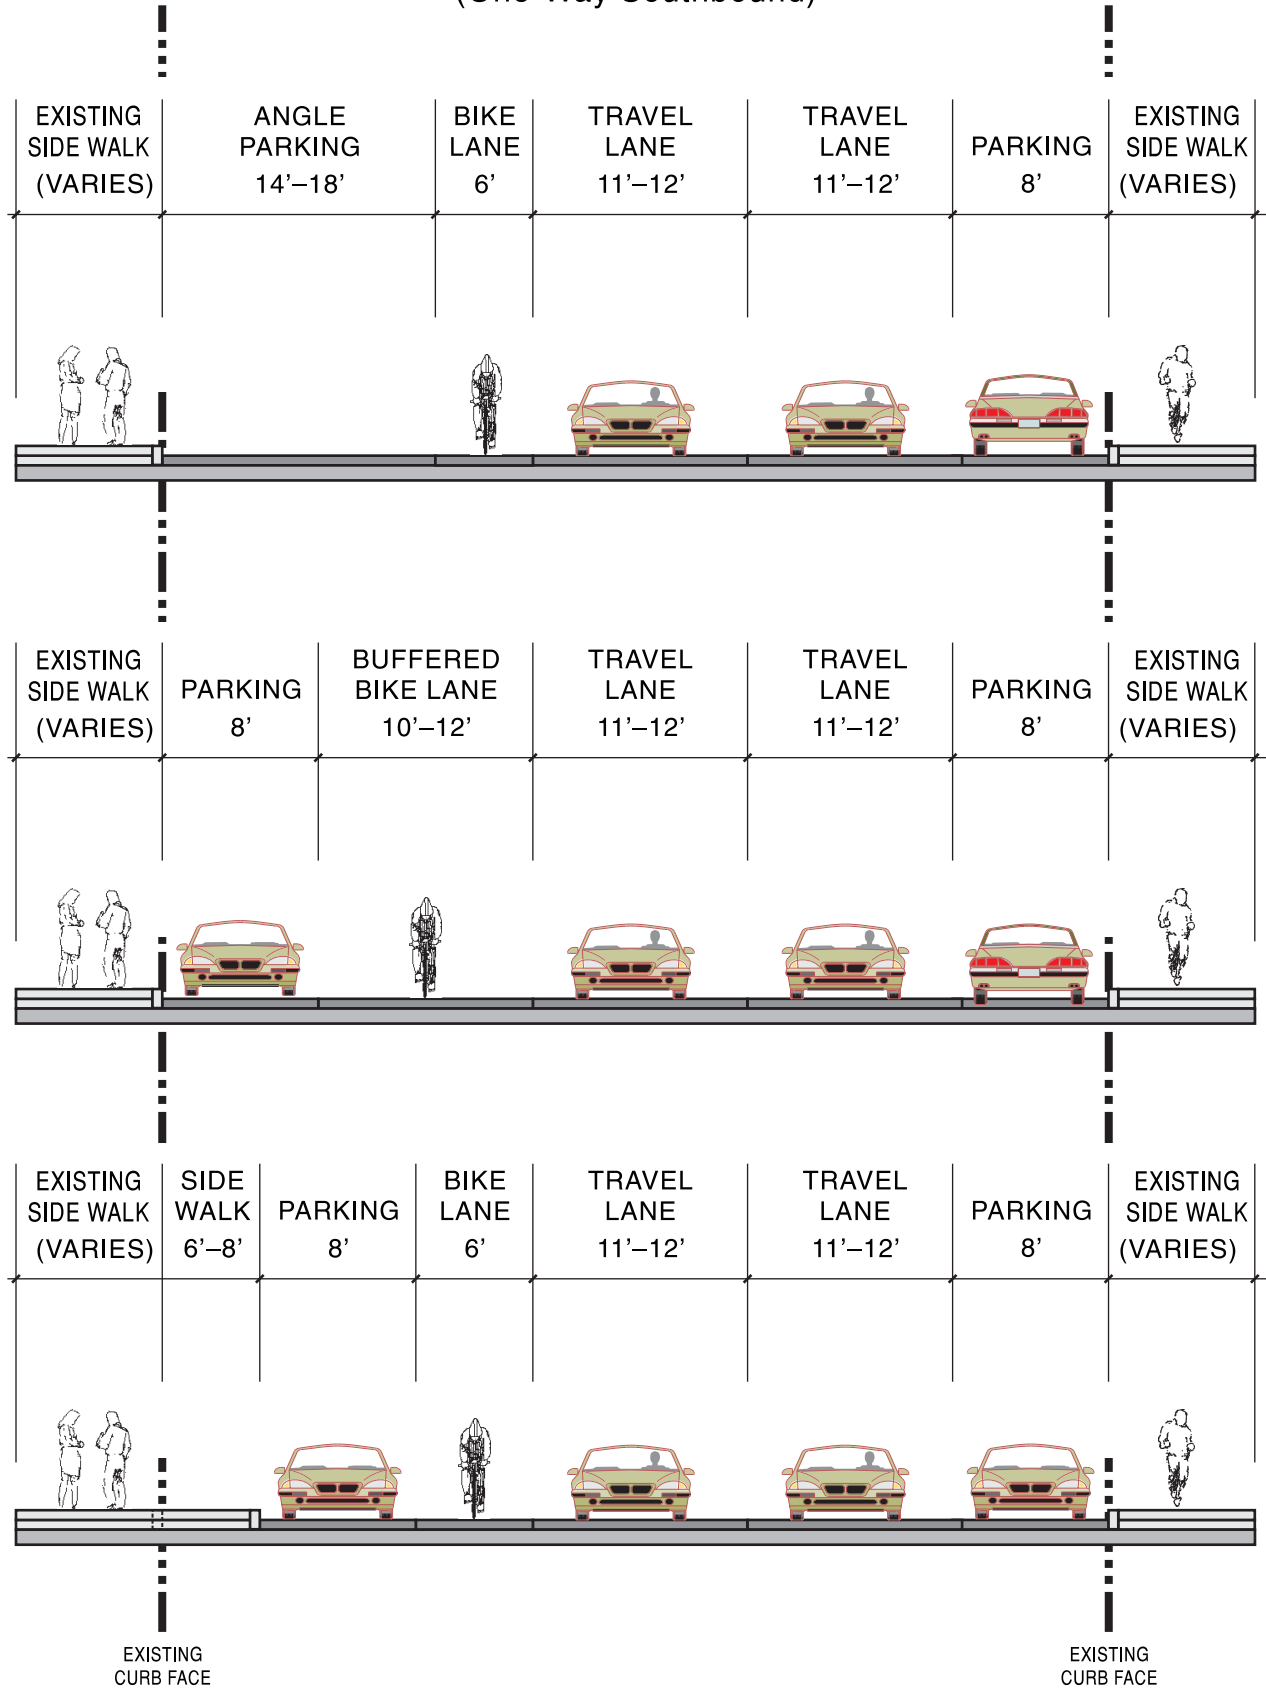 (One-Way Southbound)
EXISTING
SIDE WALK
(VARIES)
ANGLE
PARKING
14’–18’
BIKE
LANE
6’
TRAVEL
LANE
11’–12’
TRAVEL
LANE
11’–12’
PARKING
8’
EXISTING
SIDE WALK
(VARIES)
EXISTING
SIDE WALK
(VARIES)
PARKING
8’
BUFFERED
BIKE LANE
10’–12’
TRAVEL
LANE
11’–12’
TRAVEL
LANE
11’–12’
PARKING
8’
EXISTING
SIDE WALK
(VARIES)
EXISTING
SIDE WALK
(VARIES)
SIDE
WALK
6’–8’
PARKING
8’
BIKE
LANE
6’
TRAVEL
LANE
11’–12’
TRAVEL
LANE
11’–12’
PARKING
8’
EXISTING
SIDE WALK
(VARIES)
EXISTING
CURB FACE
EXISTING
CURB FACE